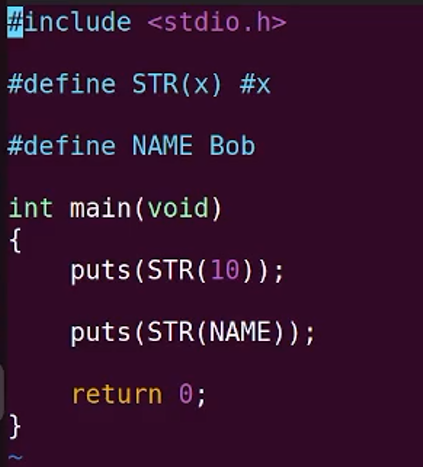 #include <stdio.h>
#define STR(x) #x
#define NAME Bob
int main(void)
{
    puts(STR(10));
    puts(STR(NAME));
    return 0;
}
~